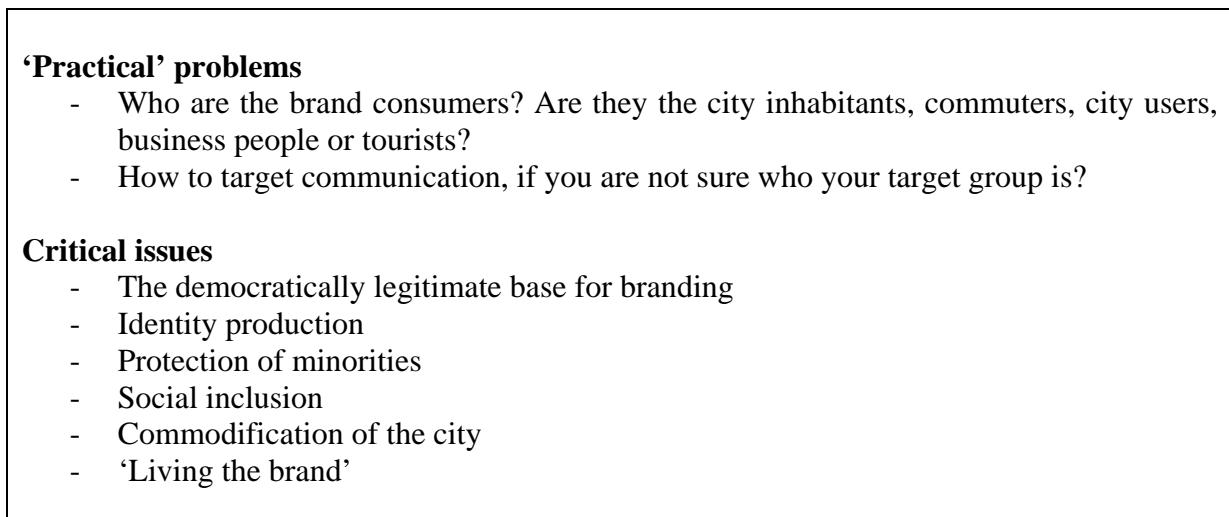 ‘Practical’ problems
- Who are the brand consumers? Are they the city inhabitants, commuters, city users,
business people or tourists?
- How to target communication, if you are not sure who your target group is?
Critical issues
- The democratically legitimate base for branding
- Identity production
- Protection of minorities
- Social inclusion
- Commodification of the city
- ‘Living the brand’